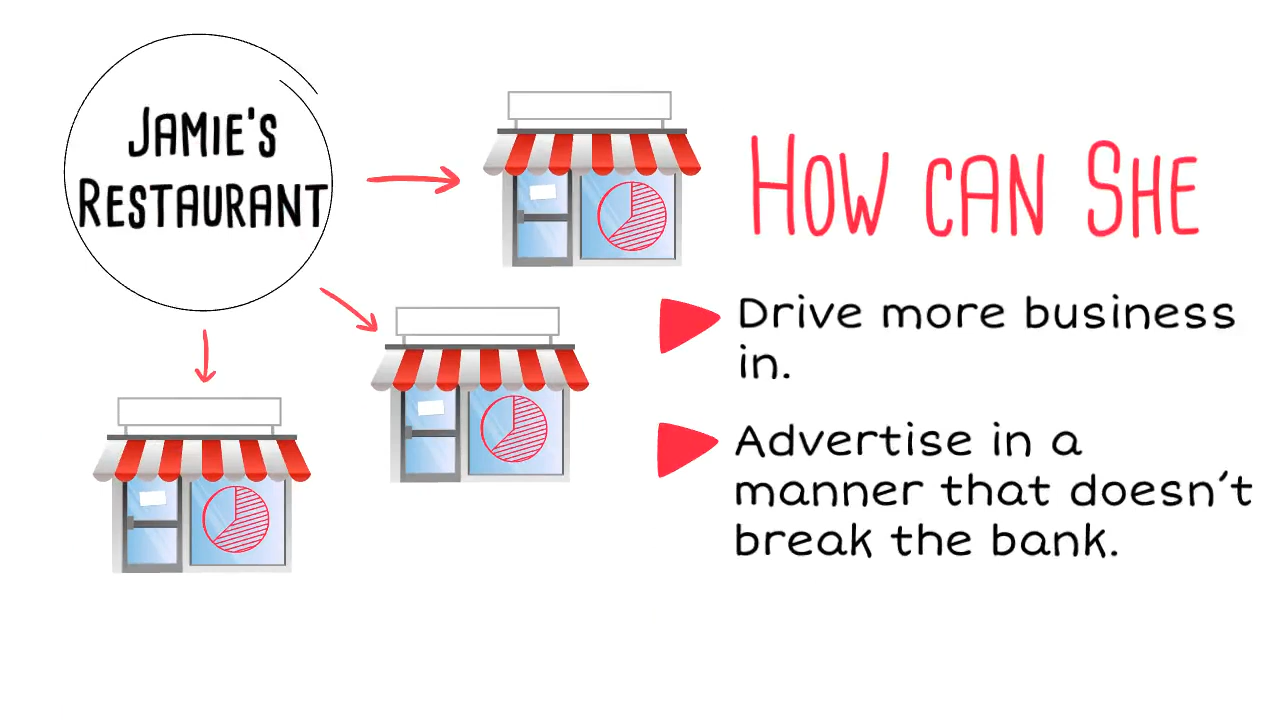 Jamie's
Restaurant
How can She
Drive more business
in.
Advertise in a
manner that doesn't
break the bank.